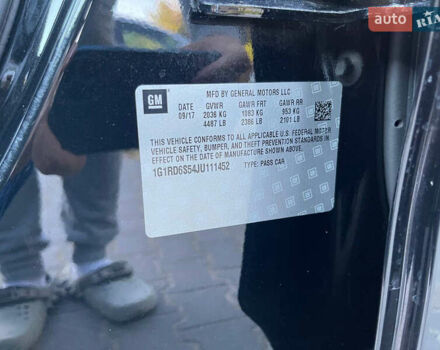 auto RIA
GM
MFD BY GENERAL MOTORS LLC
DATE GVWR GAWR FRT GAWR RR
09/17 2036 KG 1083 KG 953 KG
4487 LB 2386 LB 2101 LB
THIS VEHICLE CONFORMS TO ALL APPLICABLE U.S. FEDERAL MOTOR
VEHICLE SAFETY, BUMPER, AND THEFT PREVENTION STANDARDS IN
EFFECT ON THE DATE OF MANUFACTURE SHOWN ABOVE.
1G1RD6S54JU111452 TYPE: PASS CAR